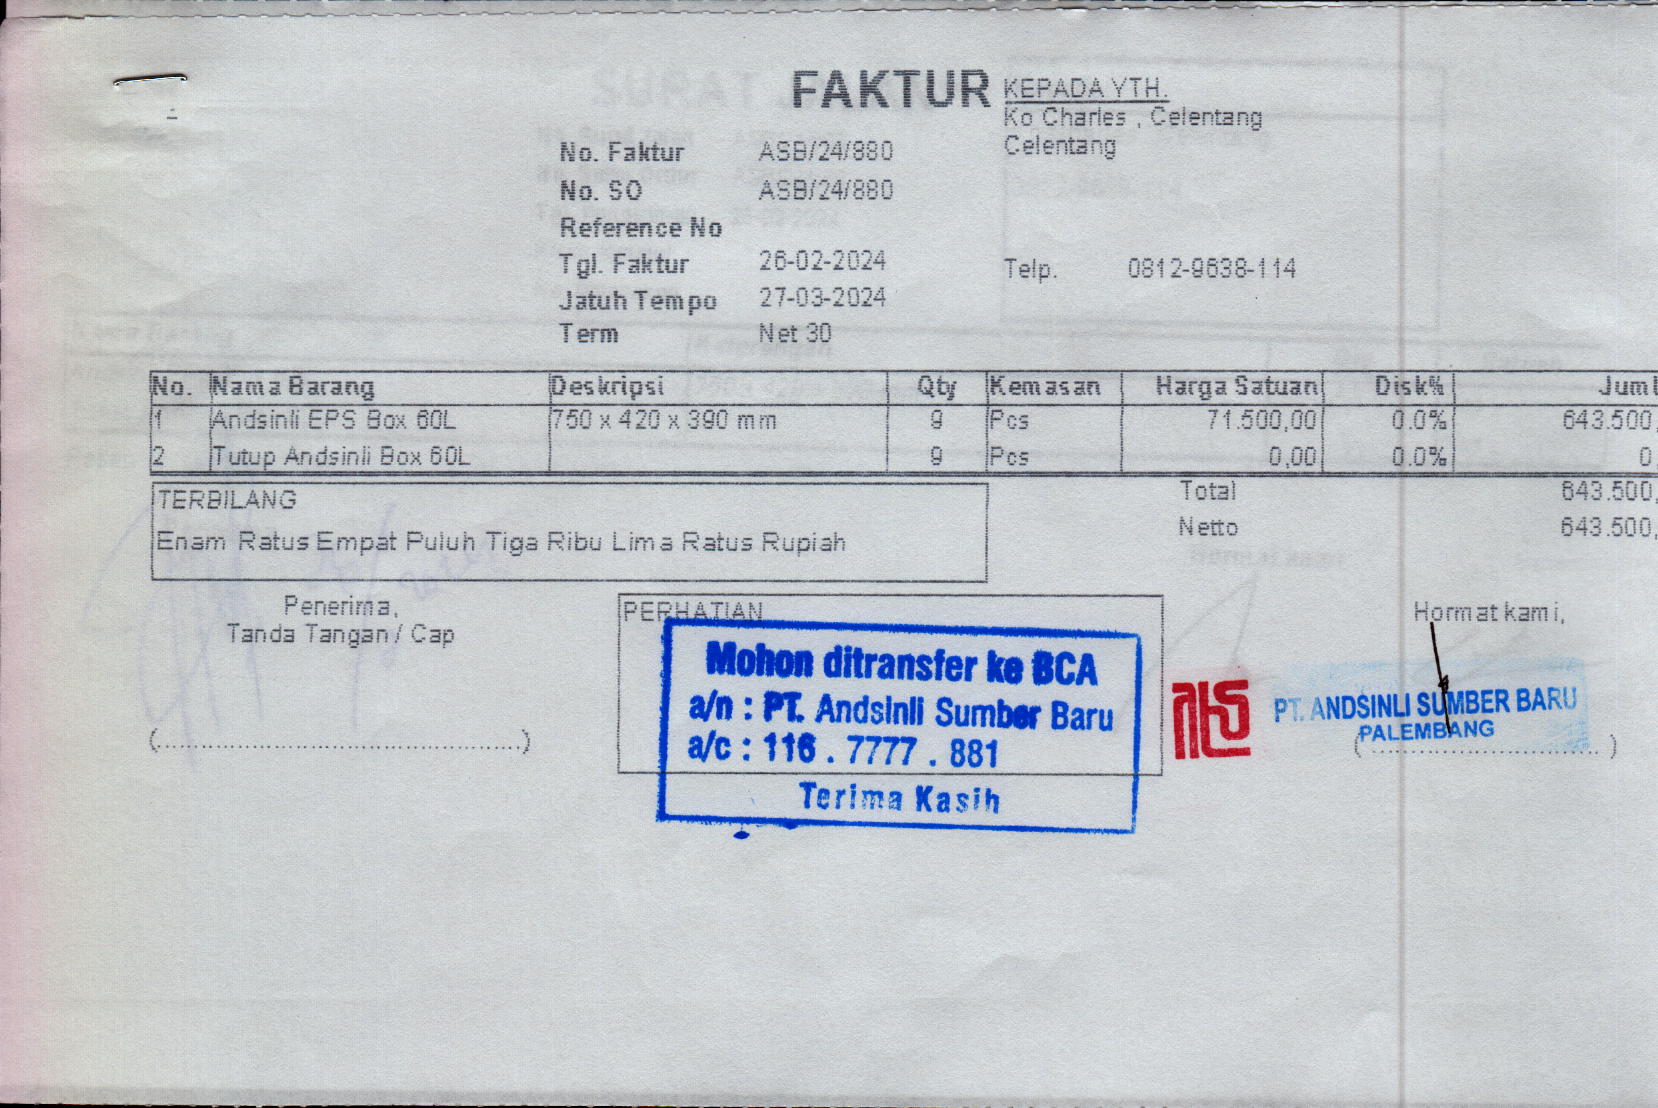 FAKTUR
KEPADA YTH.
Ko Charles , Celentang
Celentang
No. Faktur ASB/24/880
No. SO ASB/24/880
Reference No
Tgl. Faktur 26-02-2024
Telp. 0812-9638-114
Jatuh Tempo 27-03-2024
Term Net 30
No. Nama Barang Deskripsi Qty Kemasan Harga Satuan Disk% Juml
1 Andsinli EPS Box 60L 750 x 420 x 390 mm 9 Pcs 71.500,00 0.0% 643.500,
2 Tutup Andsinli Box 60L 9 Pcs 0,00 0.0% 0,
TERBILANG
Enam Ratus Empat Puluh Tiga Ribu Lima Ratus Rupiah
Total 643.500,
Netto 643.500,
Penerima,
Tanda Tangan / Cap
(..........................................)
PERHATIAN
Mohon ditransfer ke BCA
a/n : PT. Andsinli Sumber Baru
a/c : 116 . 7777 . 881
Terima Kasih
Hormat kami,
PT. ANDSINLI SUMBER BARU
PALEMBANG
(.............................)